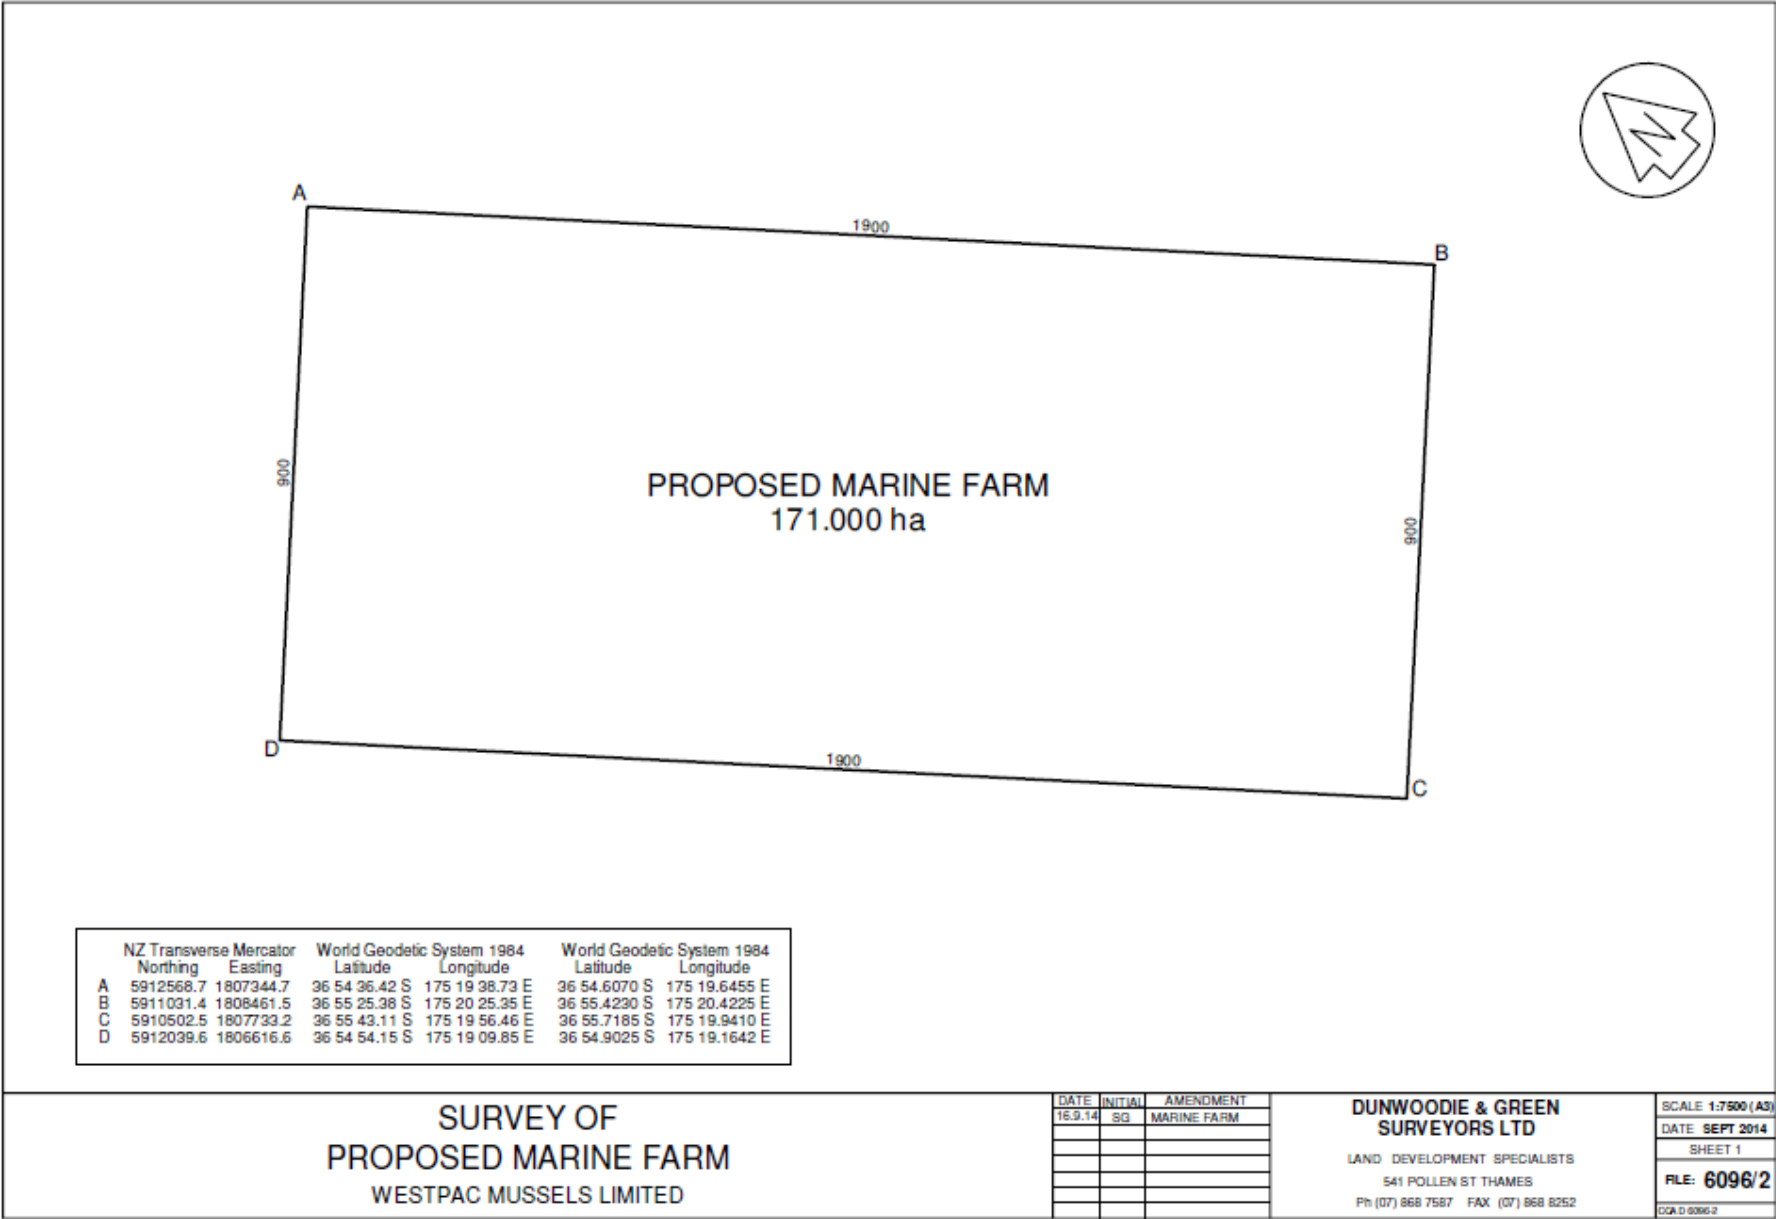 N
A
1900
B
900
PROPOSED MARINE FARM
171.000 ha
900
D
1900
C
NZ Transverse Mercator World Geodetic System 1984 World Geodetic System 1984
Northing Easting Latitude Longitude Latitude Longitude
A 5912568.7 1807344.7 36 54 36.42 S 175 19 38.73 E 36 54.6070 S 175 19.6455 E
B 5911031.4 1808461.5 36 55 25.38 S 175 20 25.35 E 36 55.4230 S 175 20.4225 E
C 5910502.5 1807733.2 36 55 43.11 S 175 19 56.46 E 36 55.7185 S 175 19.9410 E
D 5912039.6 1806616.6 36 54 54.15 S 175 19 09.85 E 36 54.9025 S 175 19.1642 E
SURVEY OF
PROPOSED MARINE FARM
WESTPAC MUSSELS LIMITED
DATE INITIAL AMENDMENT
16.9.14 SG MARINE FARM
DUNWOODIE & GREEN
SURVEYORS LTD
LAND DEVELOPMENT SPECIALISTS
541 POLLEN ST THAMES
Ph (07) 868 7587 FAX (07) 868 8252
SCALE 1:7500 (A3)
DATE SEPT 2014
SHEET 1
FILE: 6096/2